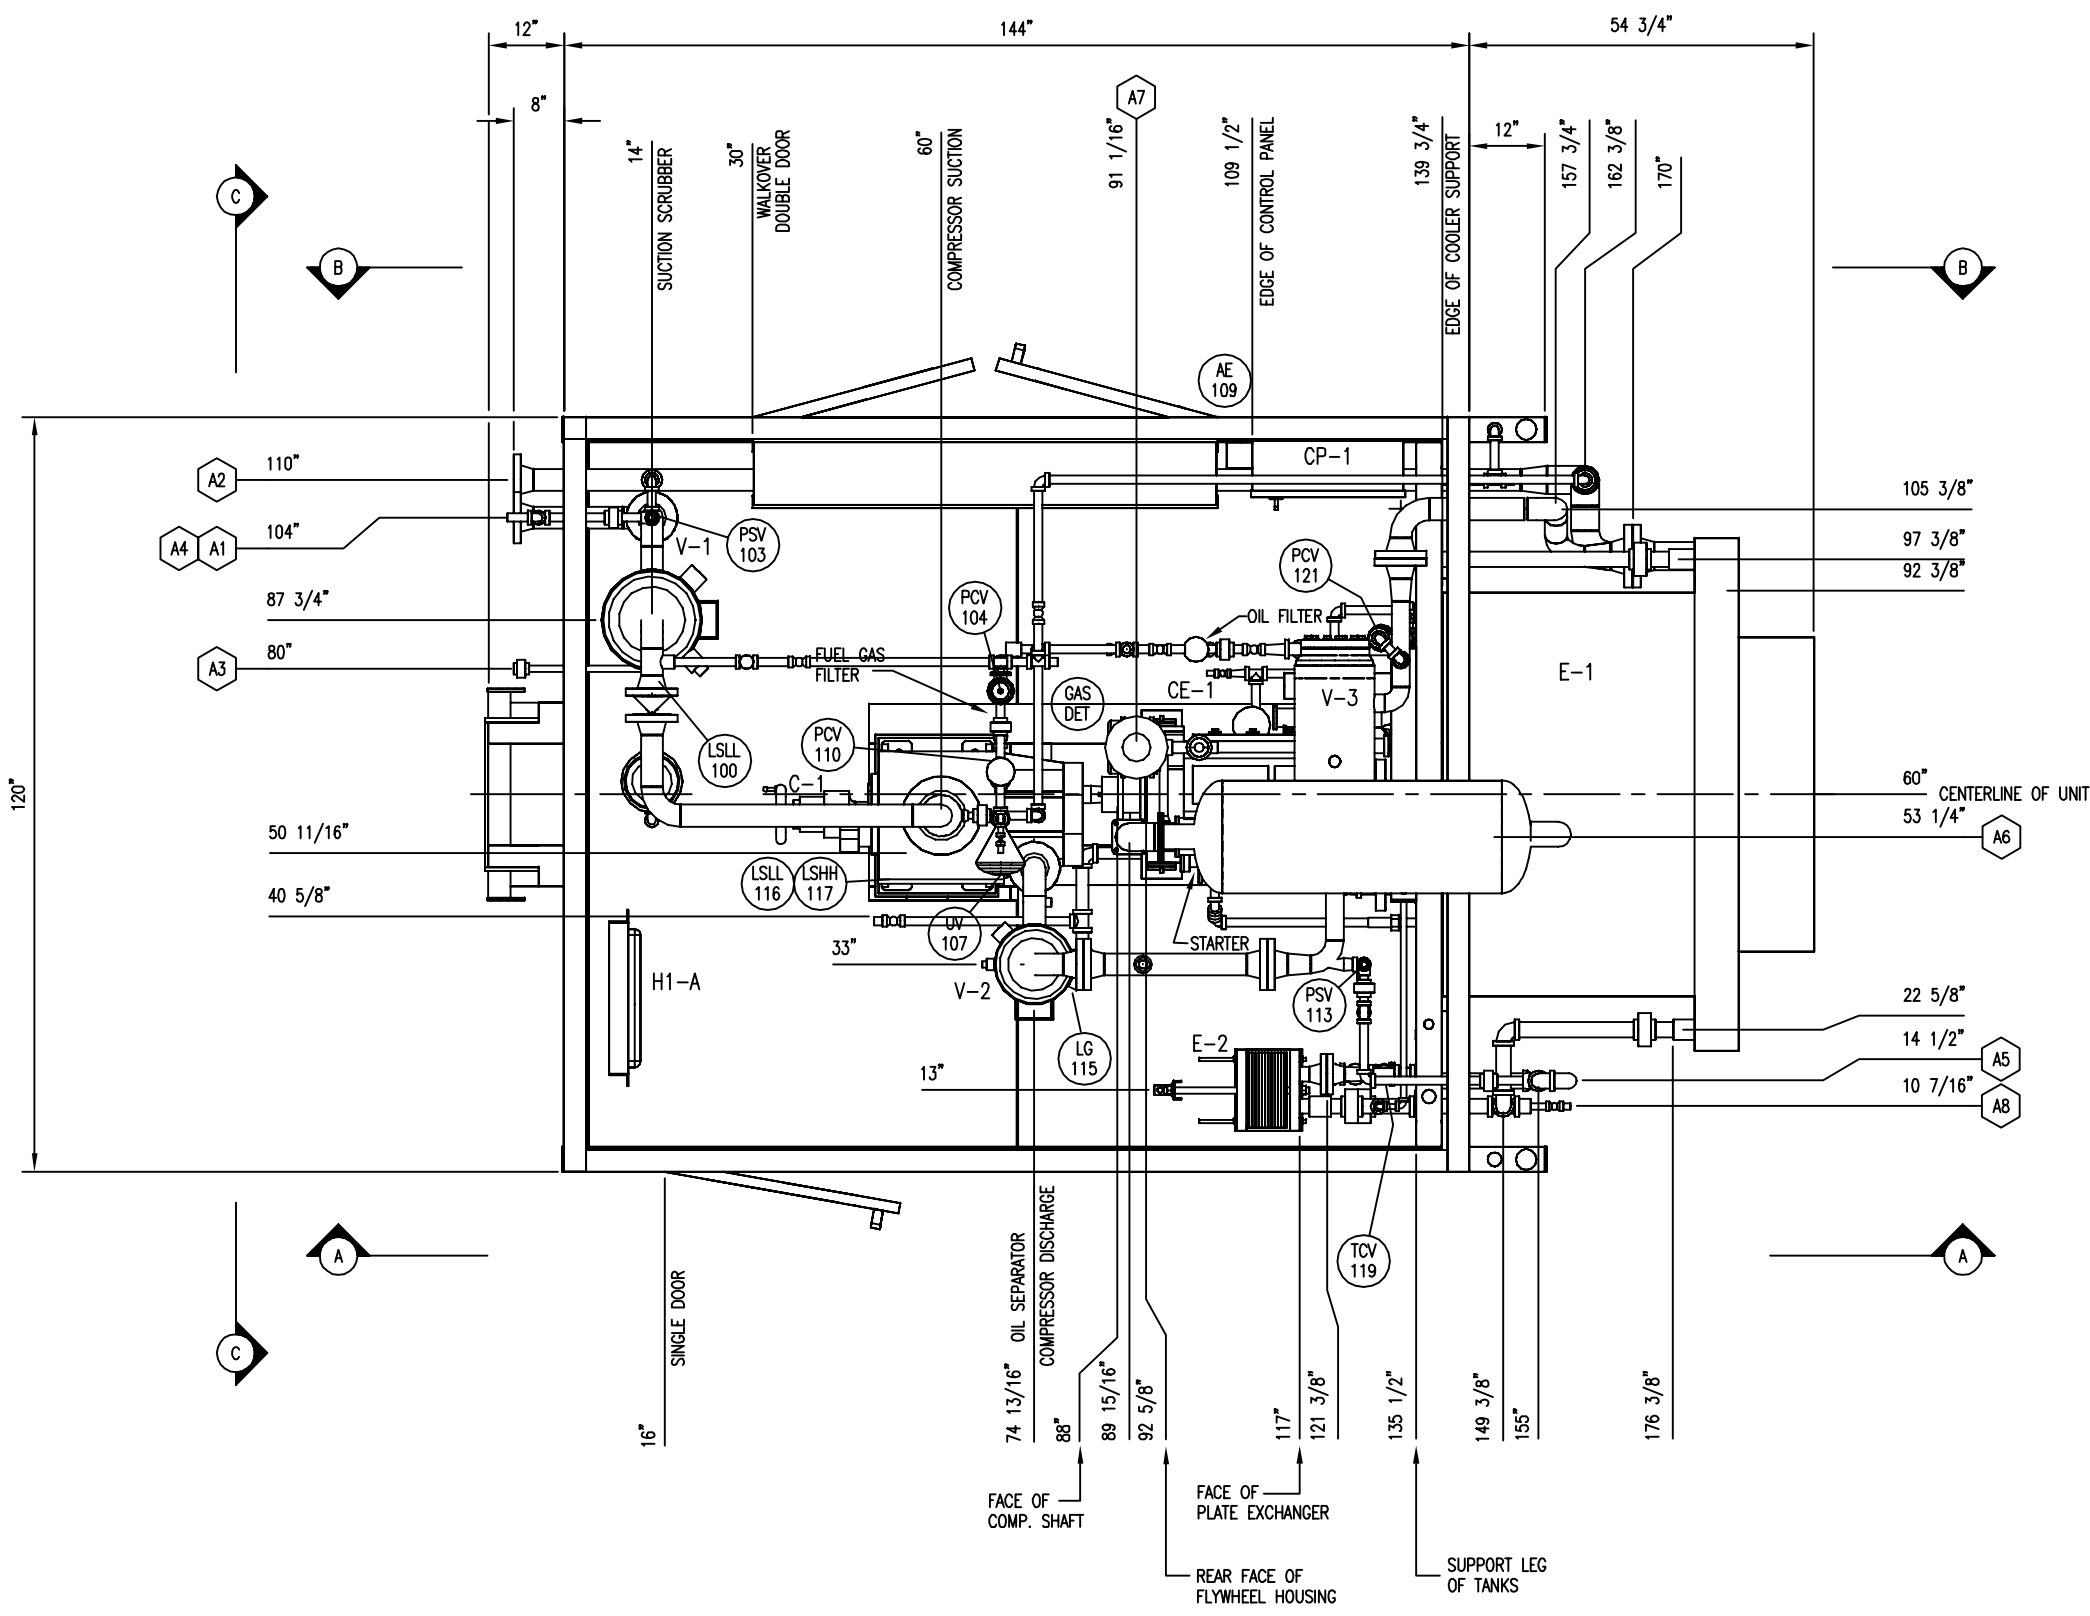 12"
144"
54 3/4"
8"
14"
SUCTION SCRUBBER
30"
WALKOVER
DOUBLE DOOR
60"
COMPRESSOR SUCTION
A7
91 1/16"
109 1/2"
EDGE OF CONTROL PANEL
139 3/4"
EDGE OF COOLER SUPPORT
12"
157 3/4"
162 3/8"
170"
C
B
B
AE
109
120"
A2
110"
A4
A1
104"
87 3/4"
A3
80"
50 11/16"
40 5/8"
33"
13"
CP-1
V-1
PSV
103
PCV
104
PCV
121
OIL FILTER
FUEL GAS
FILTER
GAS
DET
CE-1
V-3
E-1
LSLL
100
PCV
110
C-1
LSLL
116
LSHH
117
UV
107
STARTER
H1-A
V-2
PSV
113
LG
115
E-2
TCV
119
105 3/8"
97 3/8"
92 3/8"
60"
CENTERLINE OF UNIT
53 1/4"
A6
22 5/8"
14 1/2"
A5
10 7/16"
A8
A
A
C
16"
SINGLE DOOR
74 13/16"
OIL SEPARATOR
COMPRESSOR DISCHARGE
88"
89 15/16"
92 5/8"
117"
121 3/8"
135 1/2"
149 3/8"
155"
176 3/8"
FACE OF
COMP. SHAFT
FACE OF
PLATE EXCHANGER
REAR FACE OF
FLYWHEEL HOUSING
SUPPORT LEG
OF TANKS